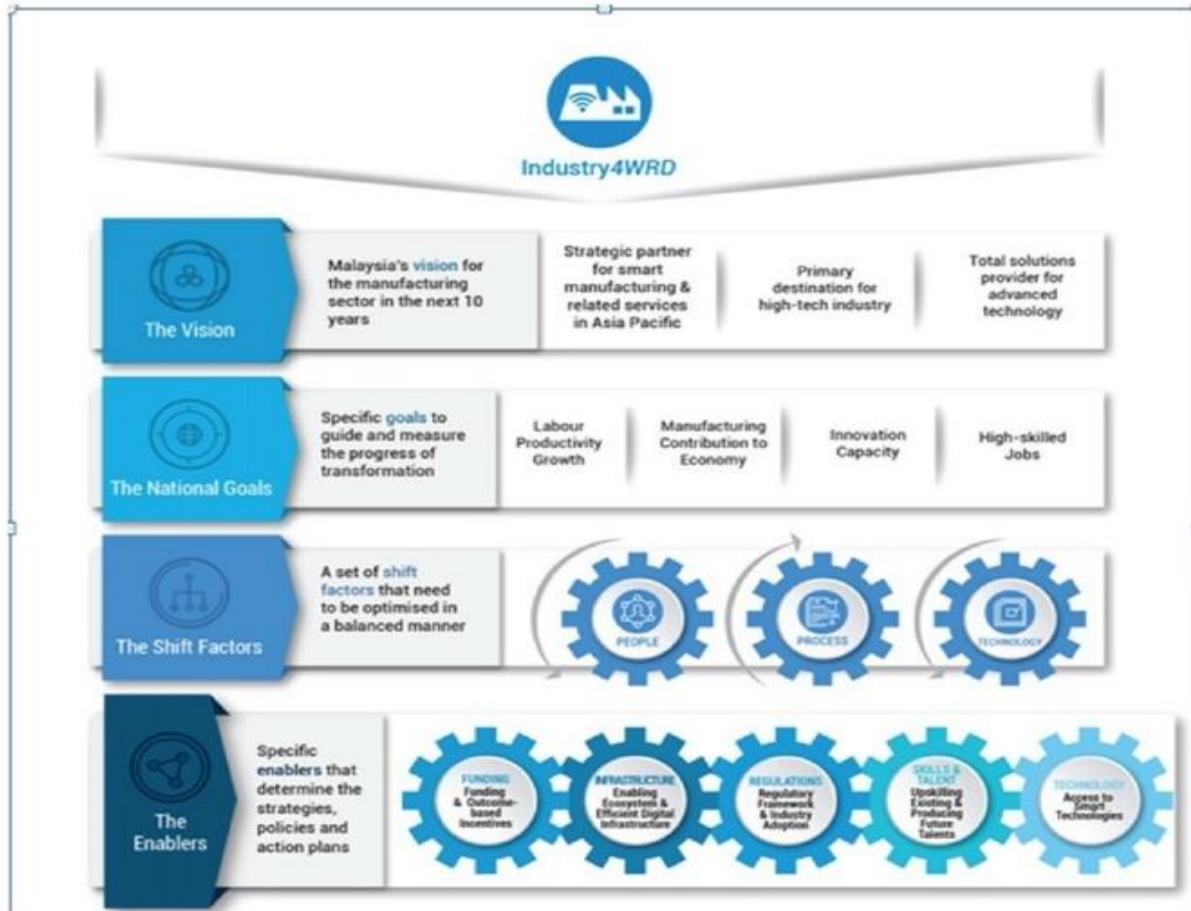 Industry4WRD
The Vision
Malaysia's vision for
the manufacturing
sector in the next 10
years
Strategic partner
for smart
manufacturing &
related services
in Asia Pacific
Primary
destination for
high-tech industry
Total solutions
provider for
advanced
technology
The National Goals
Specific goals to
guide and measure
the progress of
transformation
Labour
Productivity
Growth
Manufacturing
Contribution to
Economy
Innovation
Capacity
High-skilled
Jobs
The Shift Factors
A set of shift
factors that need
to be optimised in
a balanced manner
PEOPLE
PROCESS
TECHNOLOGY
The
Enablers
Specific
enablers that
determine the
strategies,
policies and
action plans
FUNDING
Funding
& Outcome-
based
Incentives
INFRASTRUCTURE
Enabling
Ecosystem &
Efficient Digital
Infrastructure
REGULATIONS
Regulatory
Framework
& Industry
Adoption
SKILLS &
TALENT
Upskilling
Existing &
Producing
Future
Talents
TECHNOLOGY
Access to
Smart
Technologies